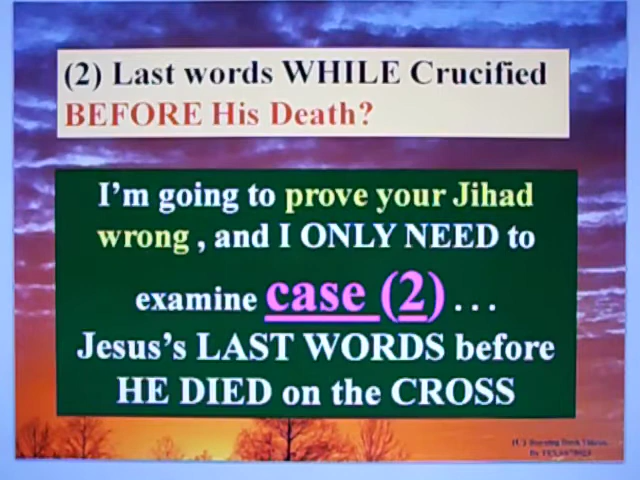 (2) Last words WHILE Crucified
BEFORE His Death?
I'm going to prove your Jihad
wrong , and I ONLY NEED to
examine case (2) . . .
Jesus's LAST WORDS before
HE DIED on the CROSS